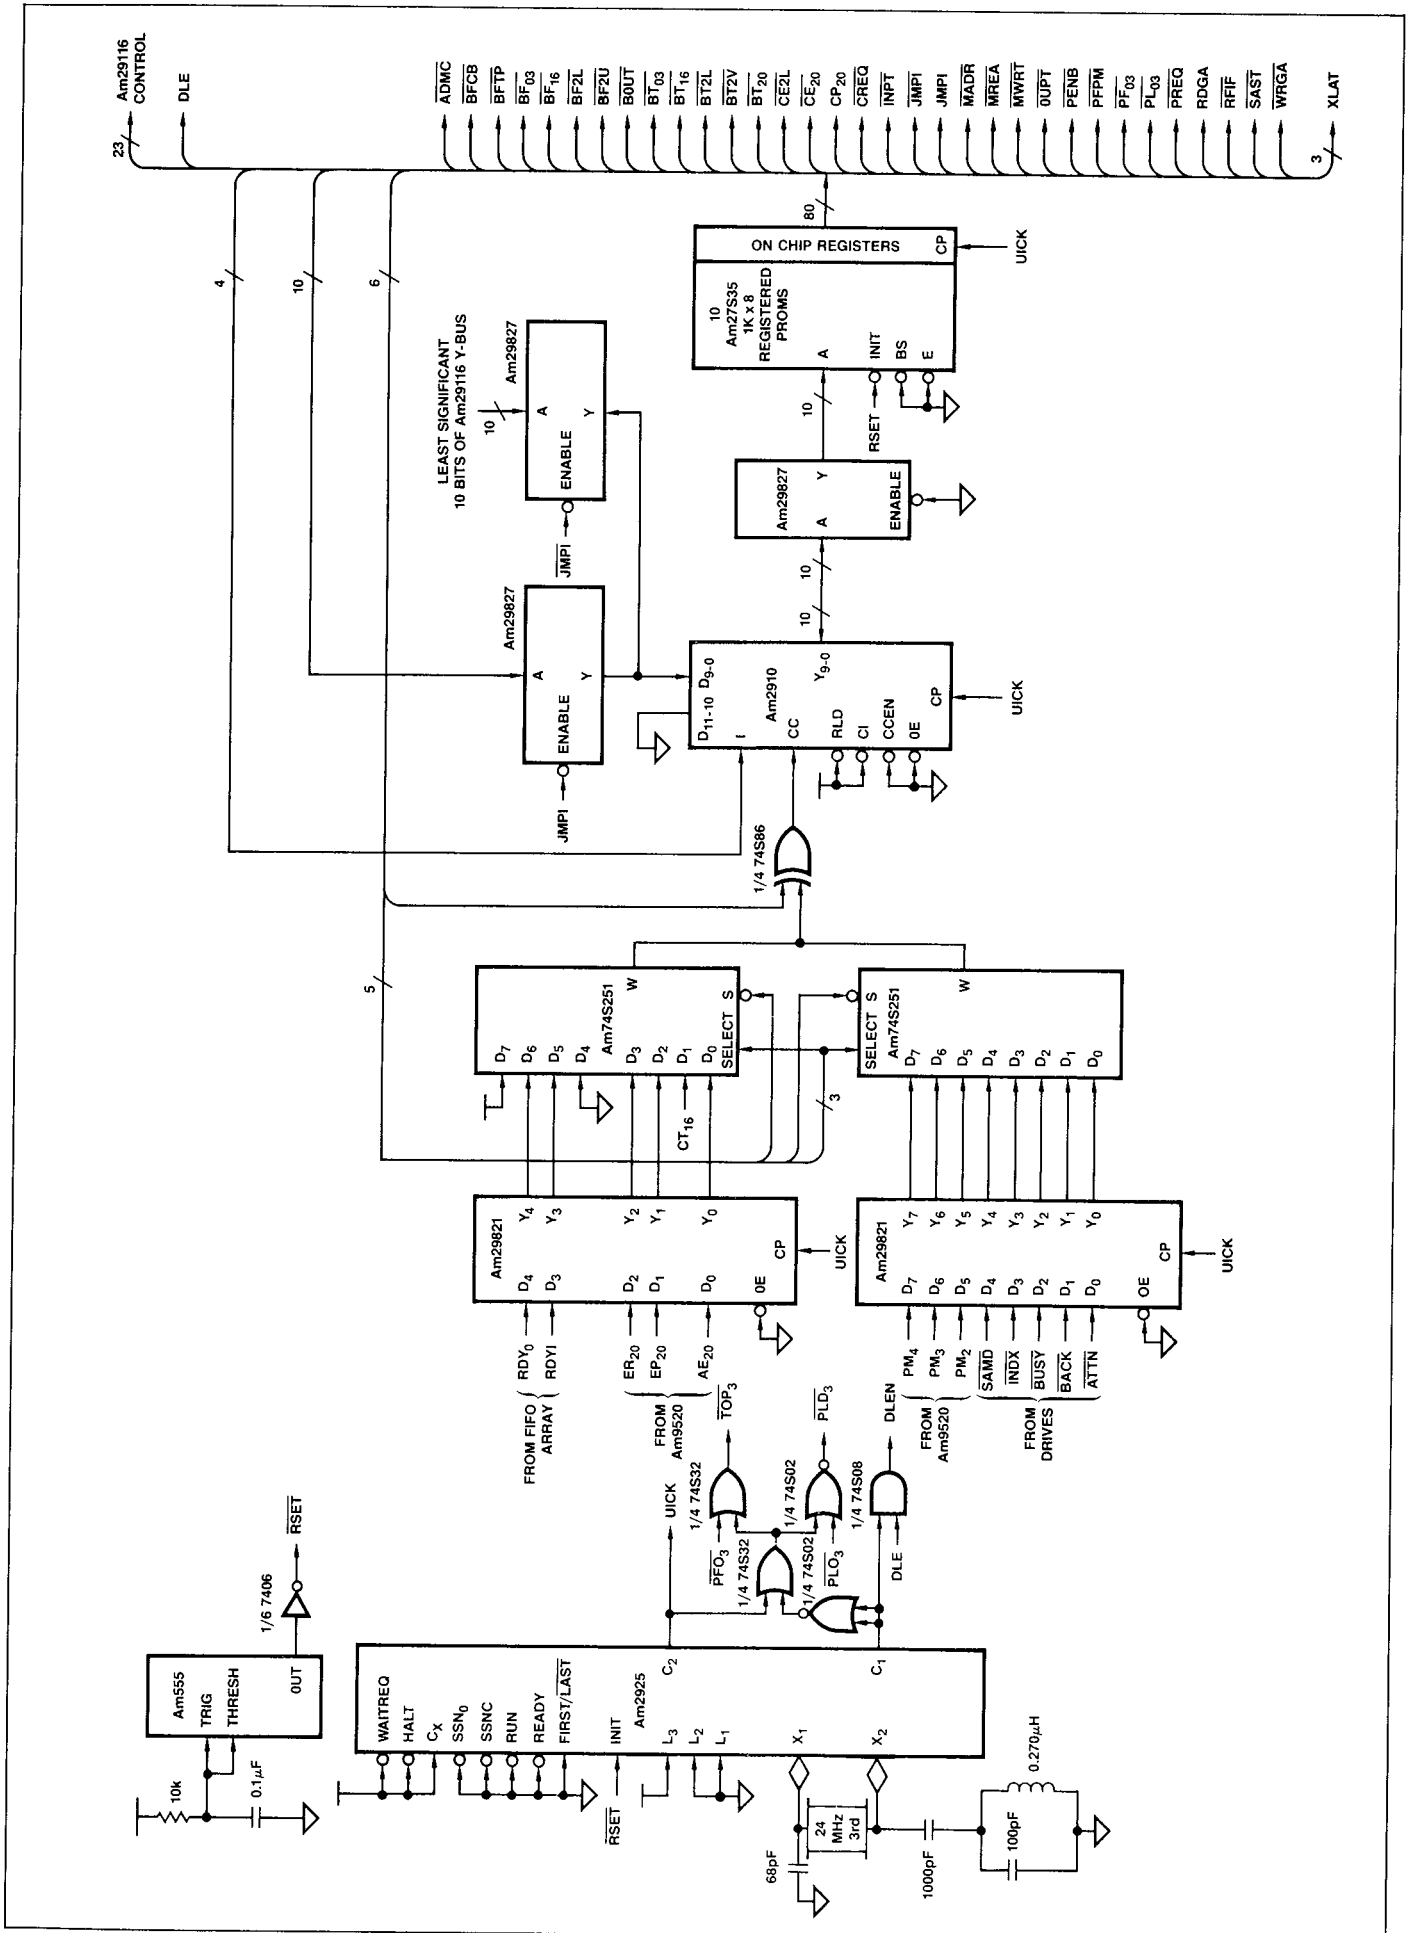 Am29116
CONTROL
23
DLE
ADMC
BFCB
BFTP
BF03
BF16
BF2L
BF2U
B0UT
BT03
BT16
BT2L
BT2V
BT20
CE2L
CE20
CP20
CREQ
INPT
JMPI
JMPI
MADR
MREA
MWRT
0UPT
PENB
PFPM
PF03
PL03
PREQ
RDGA
RFIF
SAST
WRGA
XLAT
3
4
10
6
80
ON CHIP REGISTERS
CP
UICK
10
Am27S35
1K x 8
REGISTERED
PROMS
A
INIT
BS
E
RSET
10
LEAST SIGNIFICANT
10 BITS OF Am29116 Y-BUS
10
Am29827
A
ENABLE
Y
JMPI
Am29827
A
ENABLE
Y
JMPI
Am29827
A
Y
ENABLE
10
10
D11-10
D9-0
Am2910
I
CC
Y9-0
RLD
CI
CCEN
0E
CP
UICK
1/4 74S86
5
Am74S251
D7
D6
D5
D4
D3
D2
D1
D0
W
SELECT
S
CT16
3
Am74S251
SELECT
S
D7
D6
D5
D4
D3
D2
D1
D0
W
Am29821
Y4
Y3
Y2
Y1
Y0
D4
D3
D2
D1
D0
0E
CP
UICK
RDY0
RDYI
FROM FIFO
ARRAY
ER20
EP20
AE20
FROM
Am9520
Am29821
Y7
Y6
Y5
Y4
Y3
Y2
Y1
Y0
D7
D6
D5
D4
D3
D2
D1
D0
OE
CP
UICK
PM4
PM3
PM2
SAMD
INDX
BUSY
BACK
ATTN
FROM
Am9520
FROM
DRIVES
UICK
1/4 74S32
TOP3
PFO3
1/4 74S32
1/4 74S02
PLD3
PLO3
1/4 74S02
1/4 74S08
DLEN
DLE
Am555
TRIG
THRESH
0UT
1/6 7406
RSET
10k
0.1μF
WAITREQ
HALT
CX
SSN0
SSNC
RUN
READY
FIRST/LAST
INIT
Am2925
L3
L2
L1
X1
X2
C2
C1
RSET
68pF
24
MHz
3rd
1000pF
100pF
0.270μH